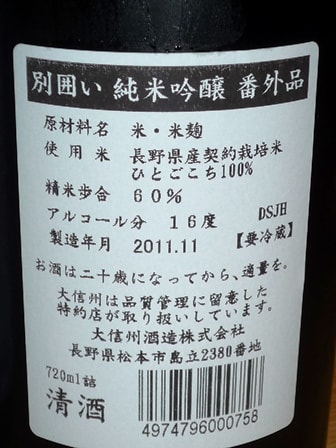 別囲い 純米吟醸 番外品
原材料名 米・米麹
使用米 長野県産契約栽培米
ひとごこち100%
精米歩合 60%
アルコール分 16度 DSJH
製造年月 2011.11 【要冷蔵】
お酒は二十歳になってから、適量を。
大信州は品質管理に留意した
特約店が取り扱いしています。
大信州酒造株式会社
長野県松本市島立2380番地
720ml詰
清酒
4974796000758